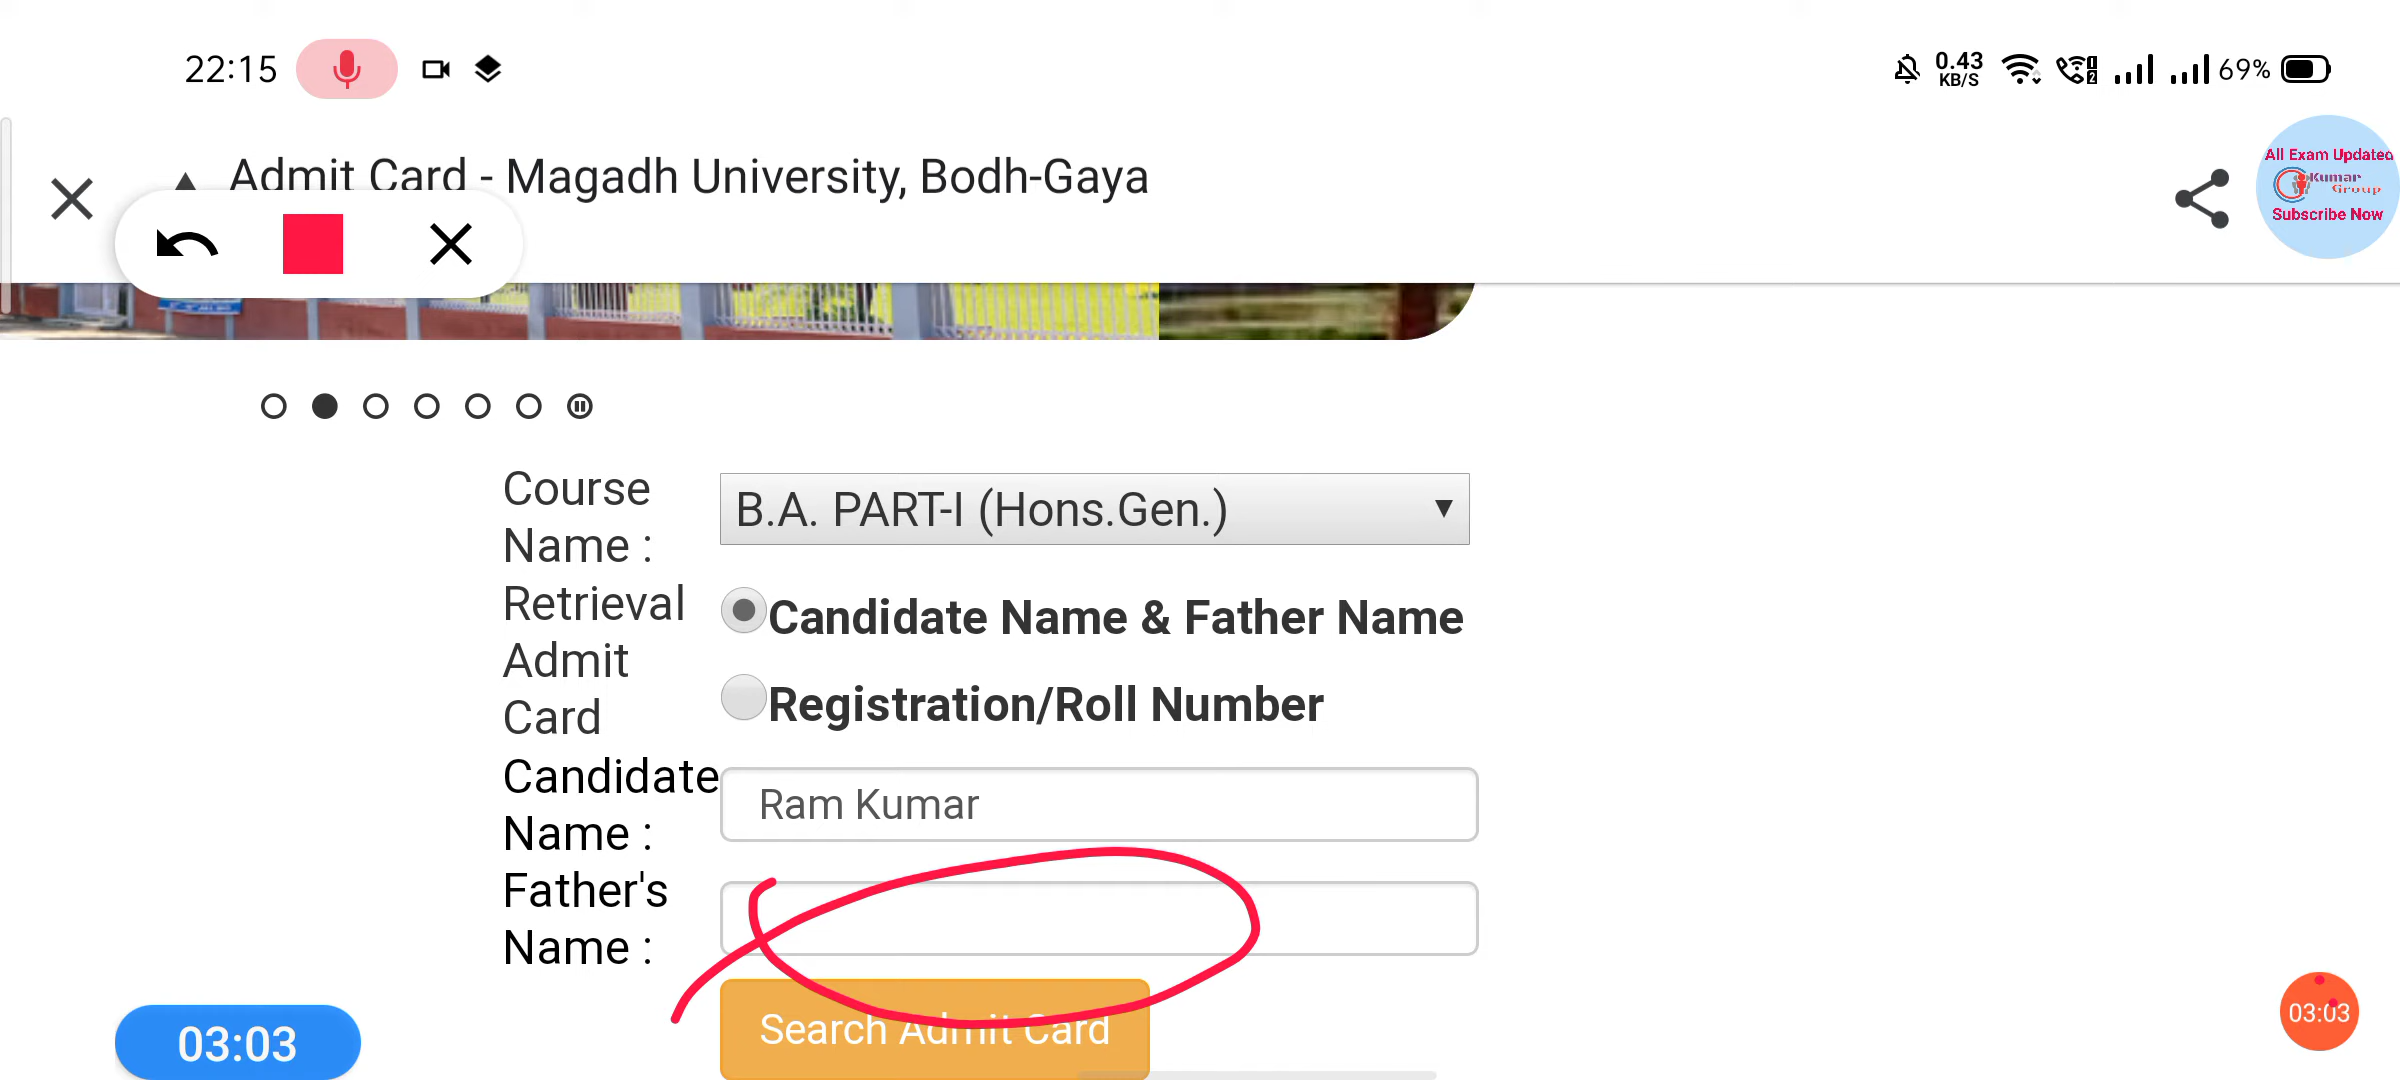 22:15
0.43
KB/S
69%
Admit Card - Magadh University, Bodh-Gaya
All Exam Updated
Kumar
Group
Subscribe Now
Course
Name :
B.A. PART-I (Hons.Gen.)
Retrieval
Admit
Card
Candidate Name & Father Name
Registration/Roll Number
Candidate
Name :
Ram Kumar
Father's
Name :
Search Admit Card
03:03
03:03